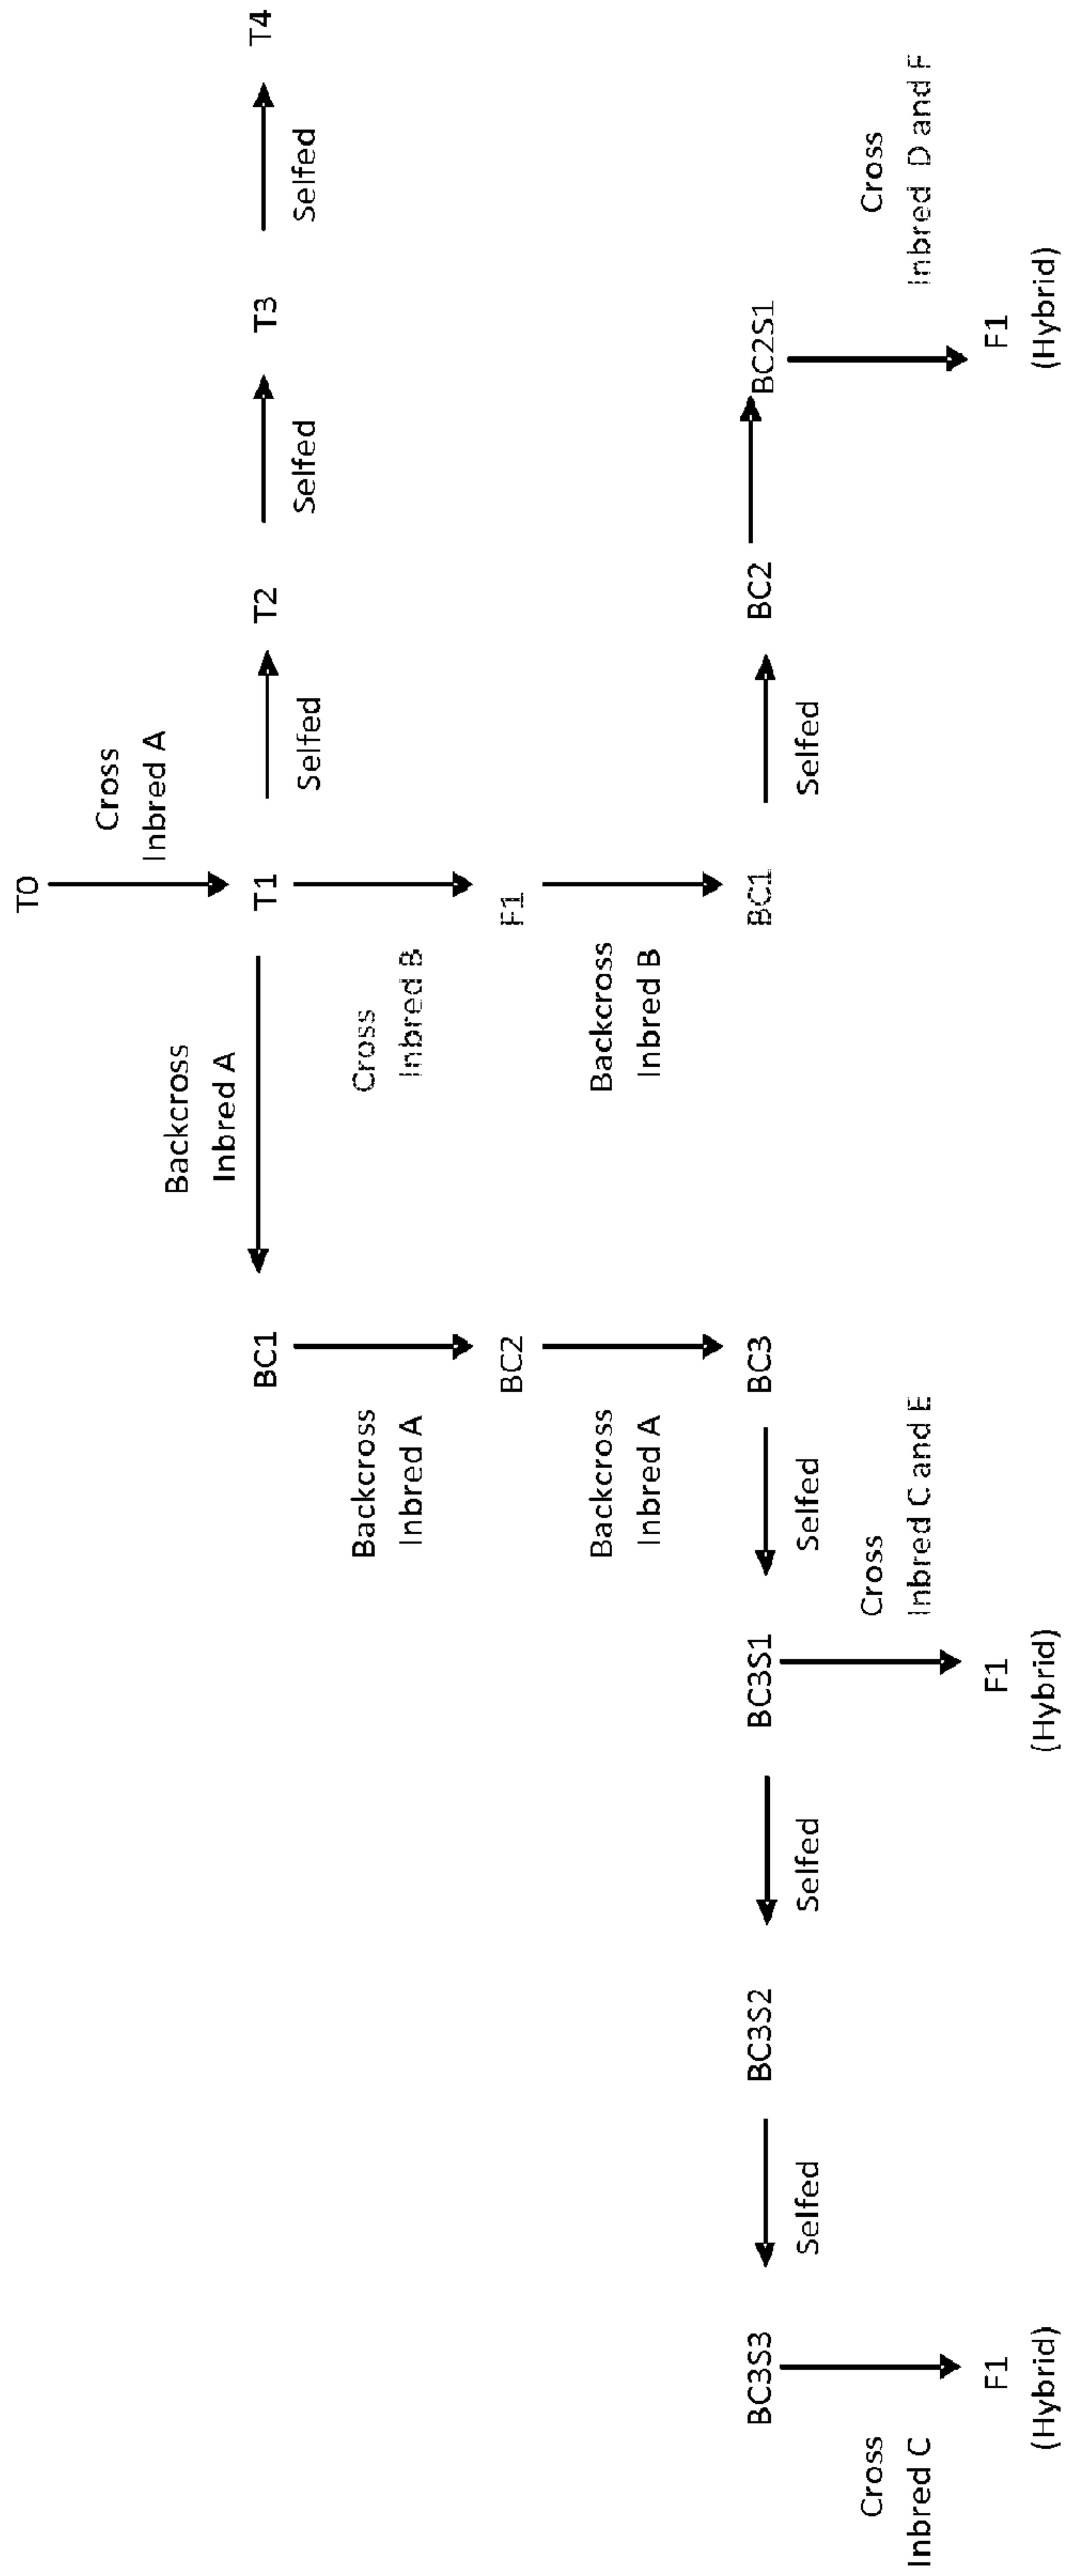 T0
Cross
Inbred A
Backcross
Inbred A
BC1
T1
T2
T3
T4
Selfed
Selfed
Selfed
Backcross
Inbred A
Cross
Inbred B
BC2
F1
Backcross
Inbred A
Backcross
Inbred B
BC3S3
BC3S2
BC3S1
BC3
BC1
BC2
BC2S1
Selfed
Selfed
Selfed
Selfed
Cross
Inbred C
Cross
Inbred C and E
Cross
Inbred D and F
F1
(Hybrid)
F1
(Hybrid)
F1
(Hybrid)